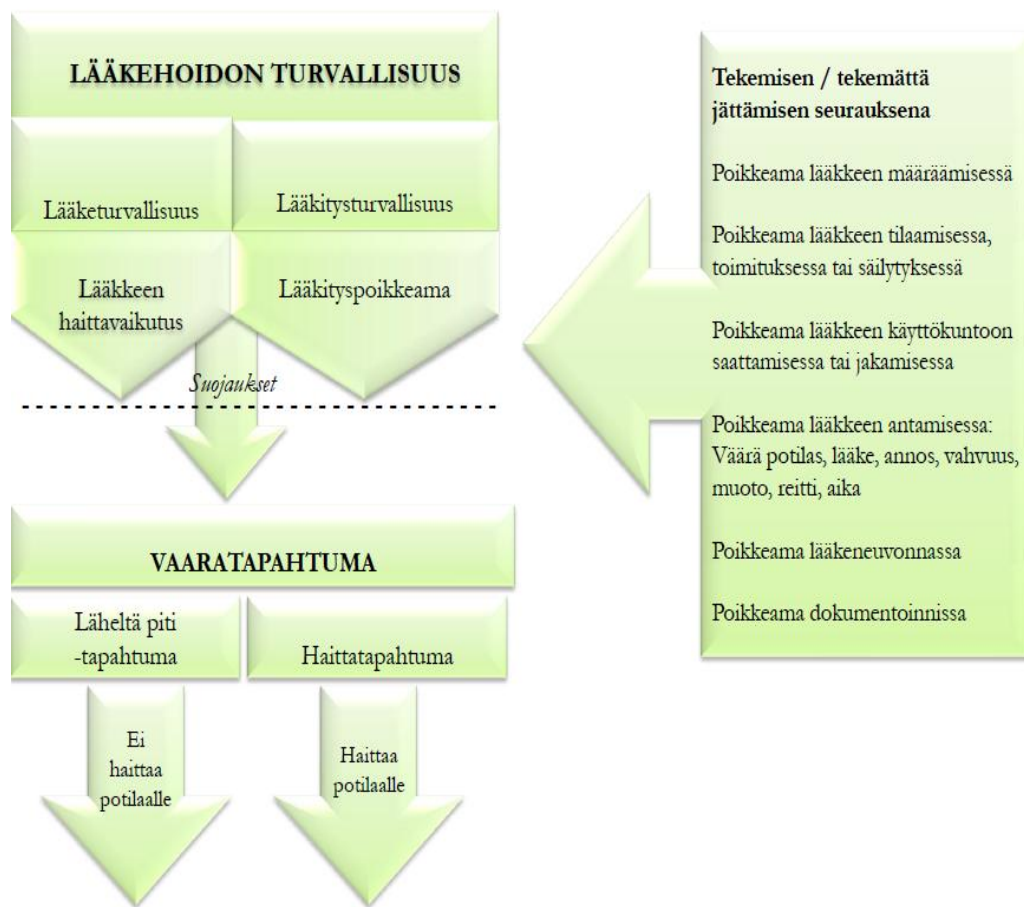 LÄÄKEHOIDON TURVALLISUUS
Lääketurvallisuus
Lääkitysturvallisuus
Lääkkeen
haittavaikutus
Lääkityspoikkeama
Suojaukset
VAARATAPAHTUMA
Läheltä piti
-tapahtuma
Haittatapahtuma
Ei
haittaa
potilaalle
Haittaa
potilaalle
Tekemisen / tekemättä
jättämisen seurauksena
Poikkeama lääkkeen määräämisessä
Poikkeama lääkkeen tilaamisessa,
toimituksessa tai säilytyksessä
Poikkeama lääkkeen käyttökuntoon
saattamisessa tai jakamisessa
Poikkeama lääkkeen antamisessa:
Väärä potilas, lääke, annos, vahvuus,
muoto, reitti, aika
Poikkeama lääkeneuvonnassa
Poikkeama dokumentoinnissa